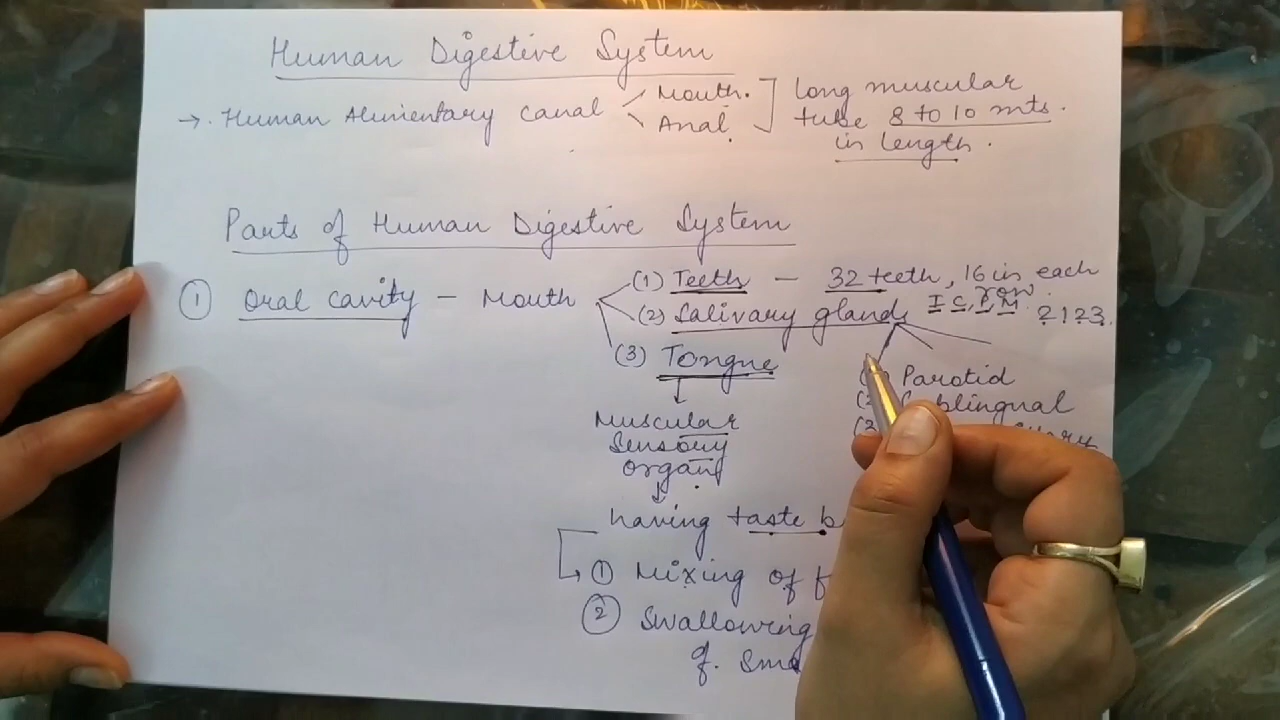 Human Digestive System
→. Human Alimentary Canal
Mouth.
Anal.
long muscular
tube 8 to 10 mts.
in length.
Parts of Human Digestive System
① Oral cavity – Mouth
(1) Teeth – 32 teeth, 16 in each
row.
I C P M 2123.
(2) Salivary glands
(3) Tongue
Parotid
(2)
(3)
Muscular
Sensory
organ
having taste
→ ① Mixing of
② Swallowing
of